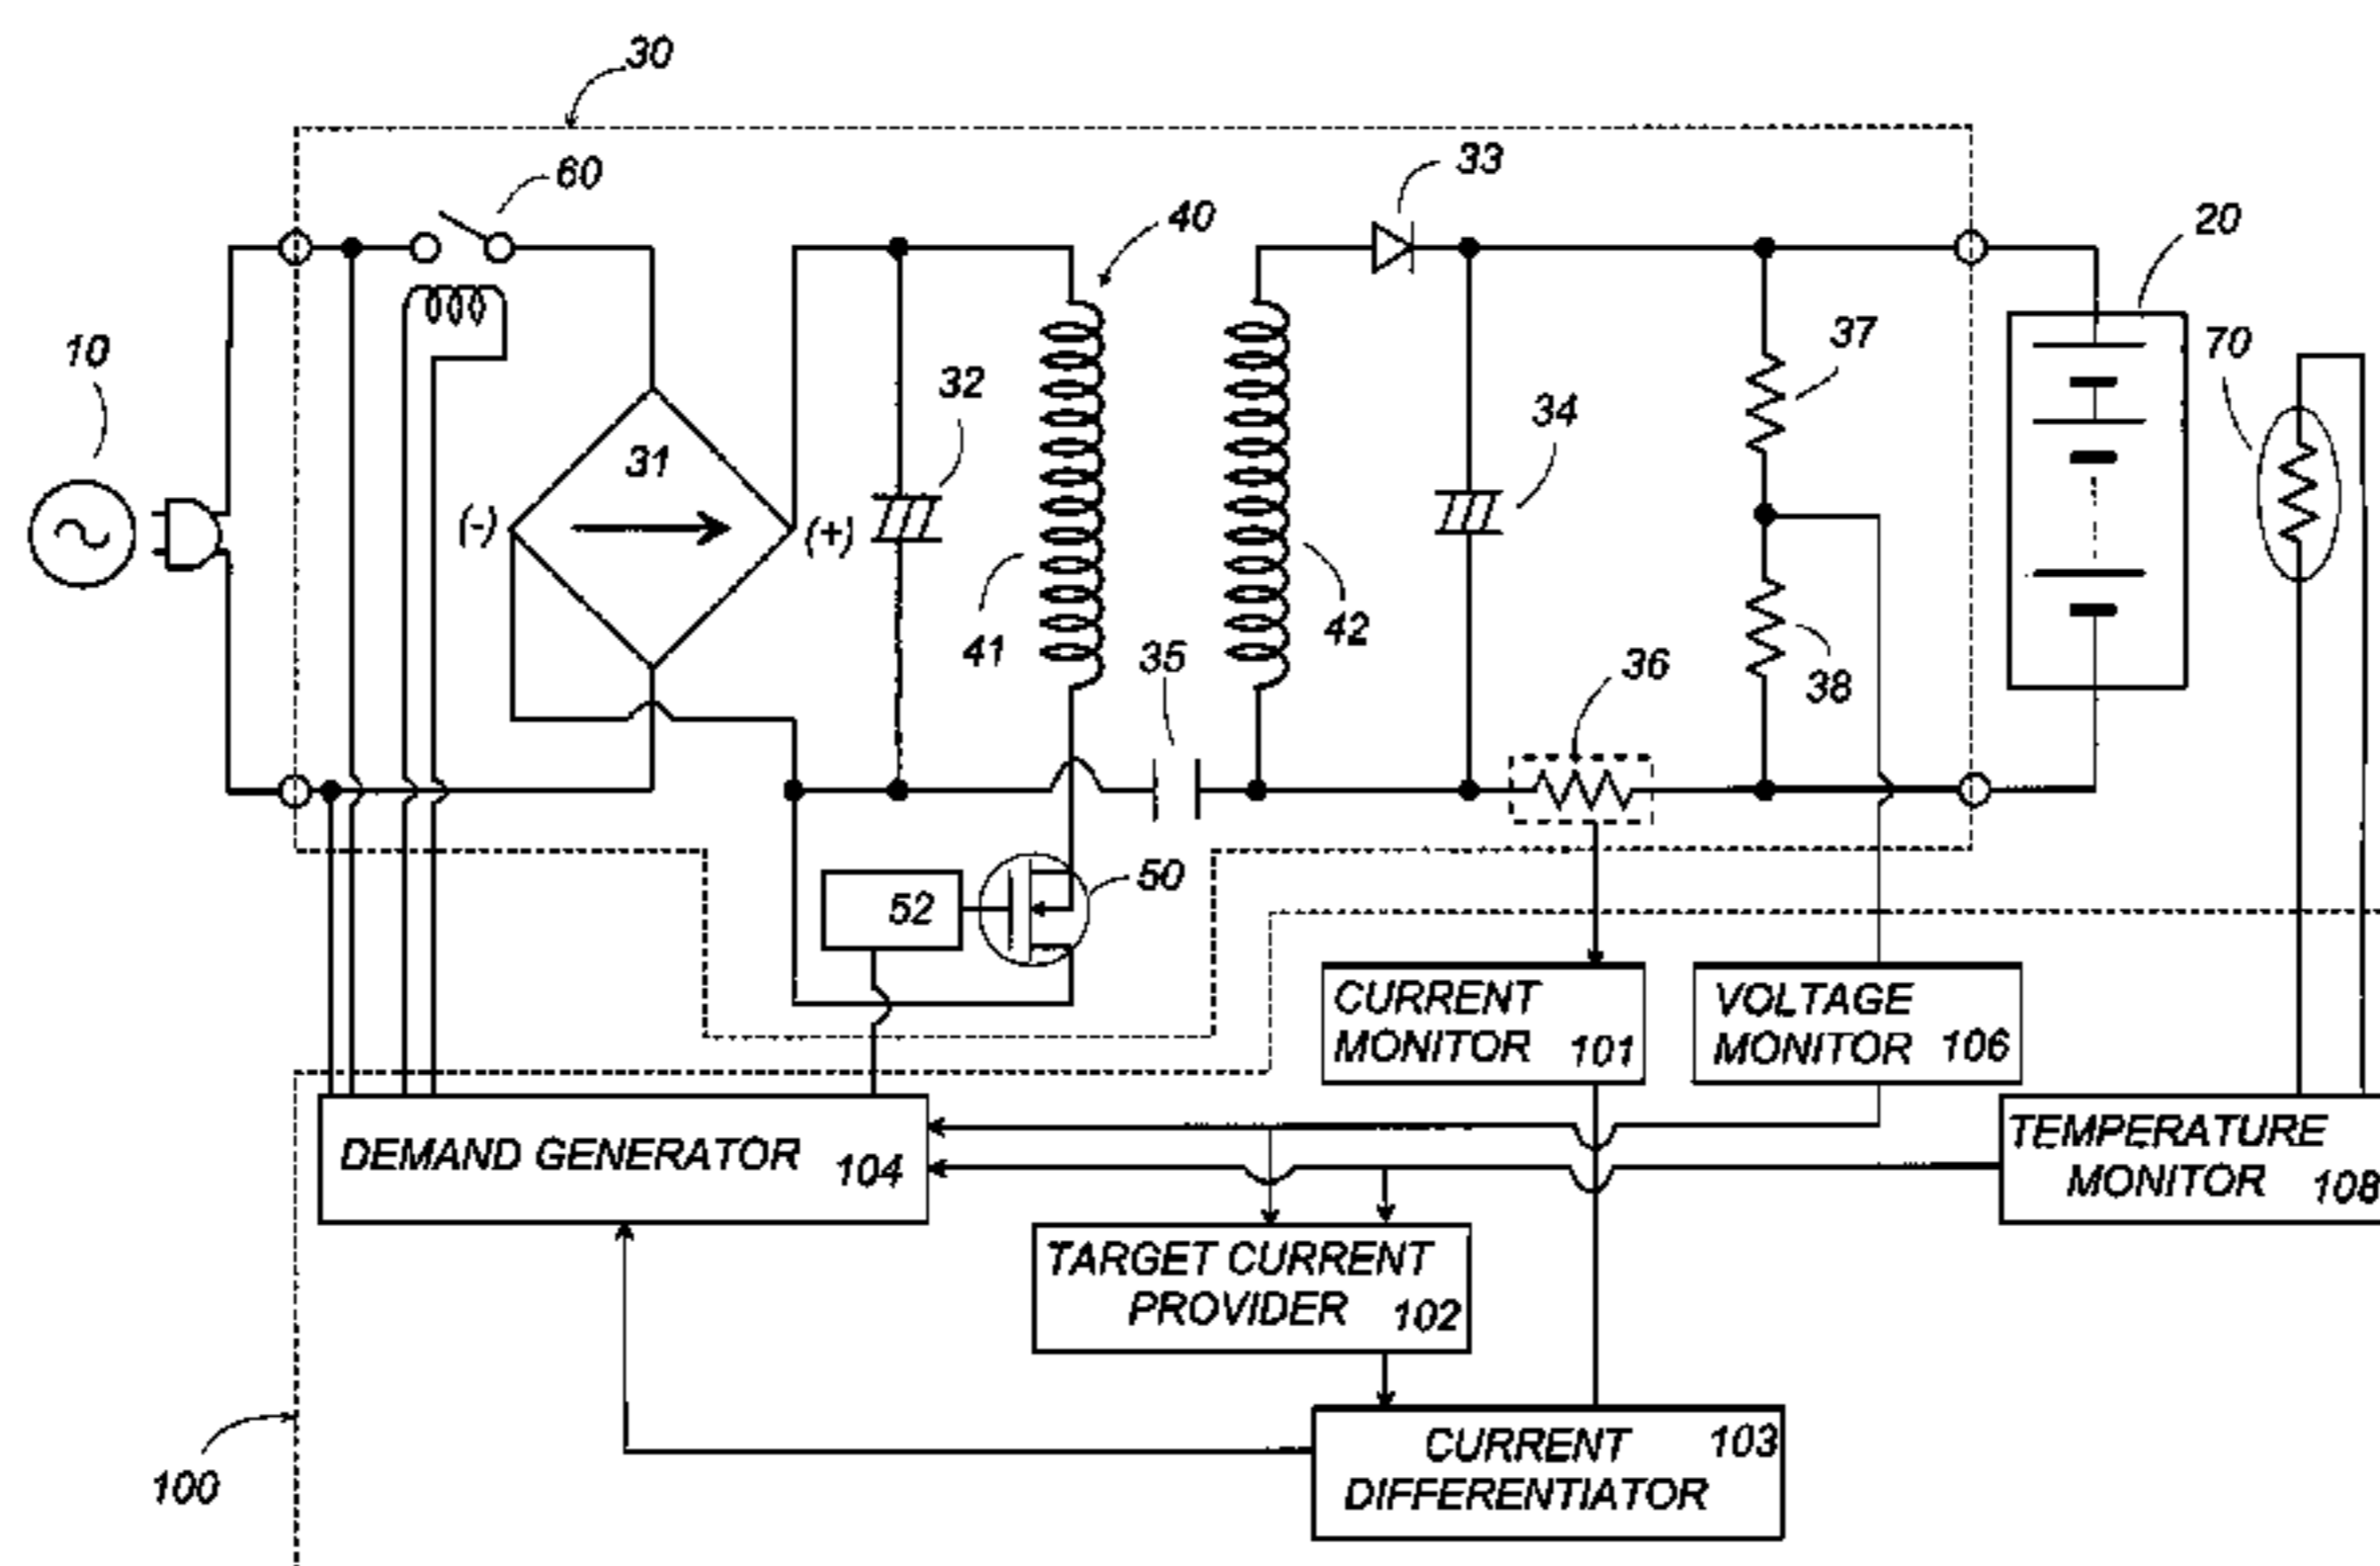 30
60
33
40
20
10
37
70
32
34
31
(-)
(+)
41
42
35
36
38
50
52
CURRENT
MONITOR 101
VOLTAGE
MONITOR 106
DEMAND GENERATOR 104
TEMPERATURE
MONITOR 108
TARGET CURRENT
PROVIDER 102
CURRENT 103
DIFFERENTIATOR
100